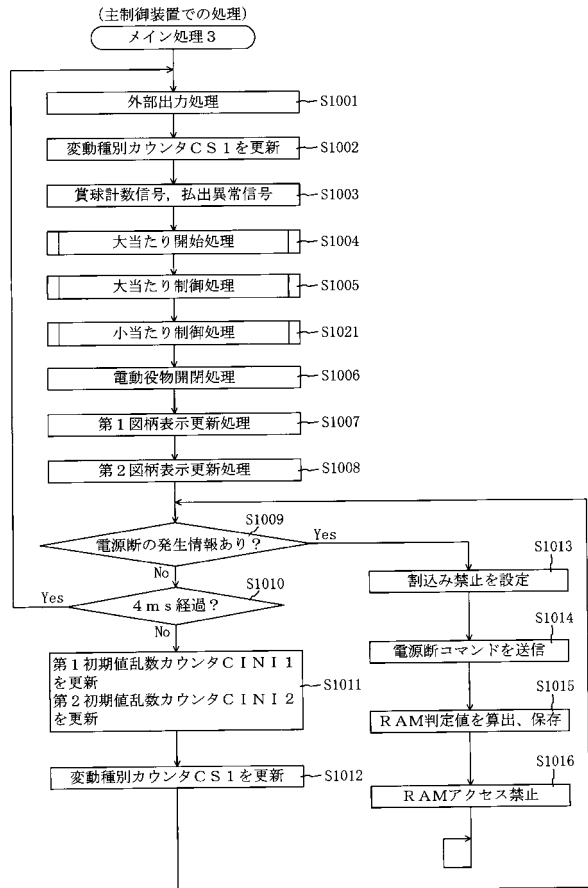 (主制御装置での処理)
メイン処理3
外部出力処理
S1001
変動種別カウンタCS1を更新
S1002
賞球計数信号,払出異常信号
S1003
大当たり開始処理
S1004
大当たり制御処理
S1005
小当たり制御処理
S1021
電動役物開閉処理
S1006
第1図柄表示更新処理
S1007
第2図柄表示更新処理
S1008
S1009
電源断の発生情報あり?
Yes
No
S1010
4ms経過?
Yes
No
第1初期値乱数カウンタCINI1
を更新
第2初期値乱数カウンタCINI2
を更新
S1011
変動種別カウンタCS1を更新
S1012
S1013
割込み禁止を設定
S1014
電源断コマンドを送信
S1015
RAM判定値を算出、保存
S1016
RAMアクセス禁止